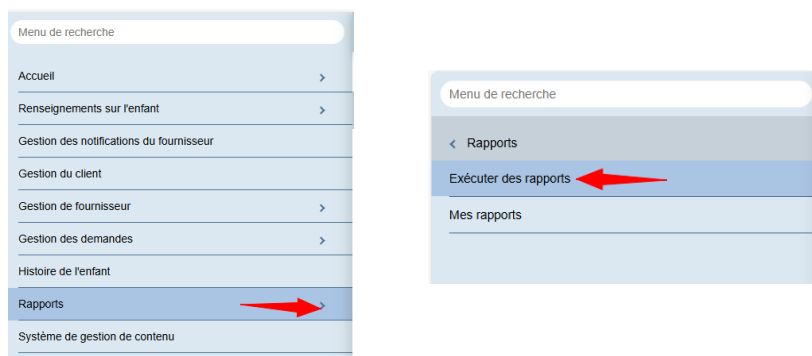 Menu de recherche
Accueil
Renseignements sur l'enfant
Gestion des notifications du fournisseur
Gestion du client
Gestion de fournisseur
Gestion des demandes
Histoire de l'enfant
Rapports
Système de gestion de contenu
Menu de recherche
Rapports
Exécuter des rapports
Mes rapports